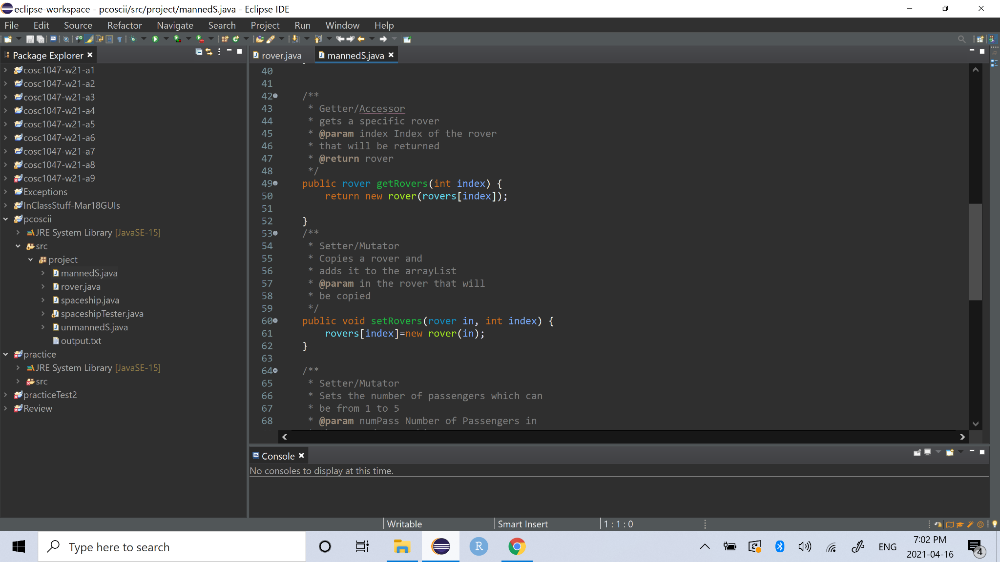 eclipse-workspace - pcoscii/src/project/mannedS.java - Eclipse IDE
File Edit Source Refactor Navigate Search Project Run Window Help
Package Explorer
cosc1047-w21-a1
cosc1047-w21-a2
cosc1047-w21-a3
cosc1047-w21-a4
cosc1047-w21-a5
cosc1047-w21-a6
cosc1047-w21-a7
cosc1047-w21-a8
cosc1047-w21-a9
Exceptions
InClassStuff-Mar18GUIs
pcoscii
JRE System Library [JavaSE-15]
src
project
mannedS.java
rover.java
spaceship.java
spaceshipTester.java
unmannedS.java
output.txt
practice
JRE System Library [JavaSE-15]
src
practiceTest2
Review
rover.java mannedS.java
40
41
42 /**
43 * Getter/Accessor
44 * gets a specific rover
45 * @param index Index of the rover
46 * that will be returned
47 * @return rover
48 */
49 public rover getRovers(int index) {
50 return new rover(rovers[index]);
51
52 }
53 /**
54 * Setter/Mutator
55 * Copies a rover and
56 * adds it to the arrayList
57 * @param in the rover that will
58 * be copied
59 */
60 public void setRovers(rover in, int index) {
61 rovers[index]=new rover(in);
62 }
63
64 /**
65 * Setter/Mutator
66 * Sets the number of passengers which can
67 * be from 1 to 5
68 * @param numPass Number of Passengers in
Console
No consoles to display at this time.
Writable Smart Insert 1 : 1 : 0
Type here to search
R
ENG
7:02 PM
2021-04-16
4